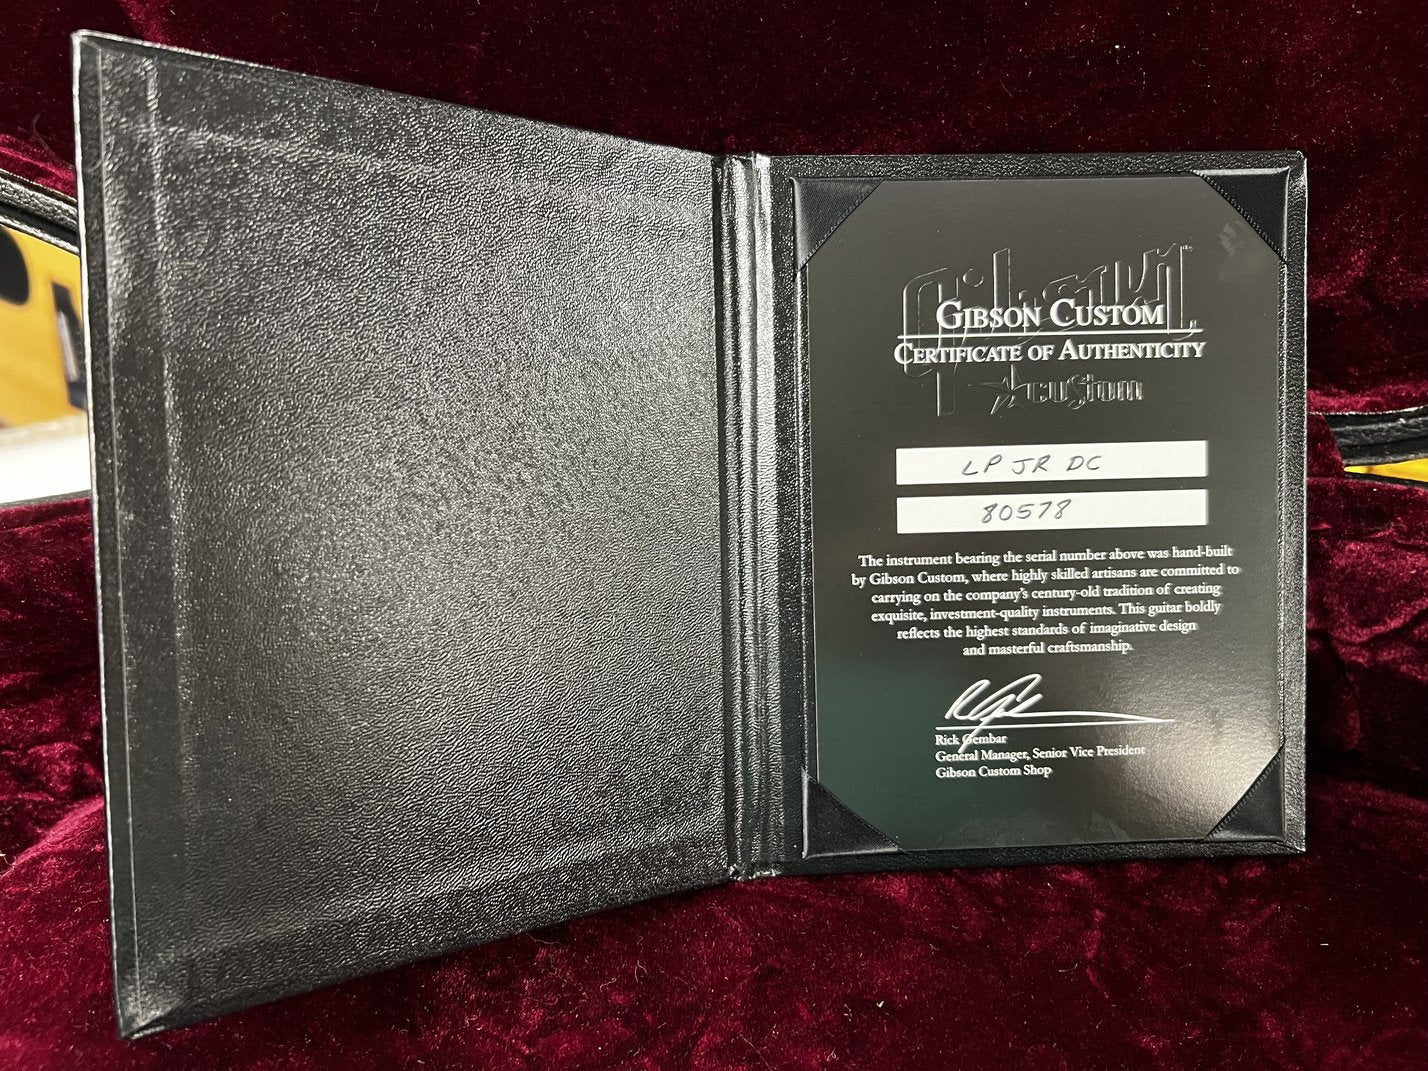 Gibson
GIBSON CUSTOM
CERTIFICATE OF AUTHENTICITY
custom
LP JR DC
80578
The instrument bearing the serial number above was hand-built
by Gibson Custom, where highly skilled artisans are committed to
carrying on the company's century-old tradition of creating
exquisite, investment-quality instruments. This guitar boldly
reflects the highest standards of imaginative design
and masterful craftsmanship.
Rick Gembar
General Manager, Senior Vice President
Gibson Custom Shop